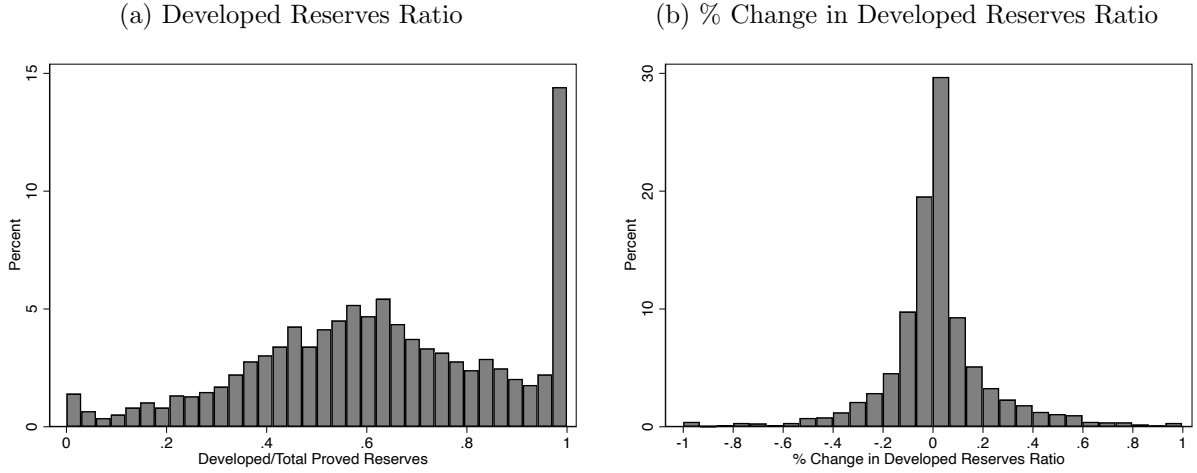 (a) Developed Reserves Ratio
15
10
5
0
Percent
0 .2 .4 .6 .8 1
Developed/Total Proved Reserves
(b) % Change in Developed Reserves Ratio
30
20
10
0
Percent
-1 -.8 -.6 -.4 -.2 0 .2 .4 .6 .8 1
% Change in Developed Reserves Ratio